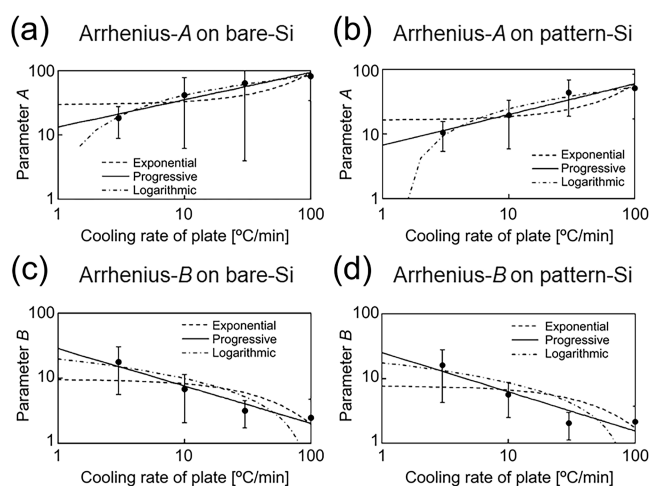 (a) Arrhenius-A on bare-Si
100
10
1
Parameter A
Exponential
Progressive
Logarithmic
1 10 100
Cooling rate of plate [ºC/min]
(b) Arrhenius-A on pattern-Si
100
10
1
Parameter A
Exponential
Progressive
Logarithmic
1 10 100
Cooling rate of plate [ºC/min]
(c) Arrhenius-B on bare-Si
100
10
1
Parameter B
Exponential
Progressive
Logarithmic
1 10 100
Cooling rate of plate [ºC/min]
(d) Arrhenius-B on pattern-Si
100
10
1
Parameter B
Exponential
Progressive
Logarithmic
1 10 100
Cooling rate of plate [ºC/min]